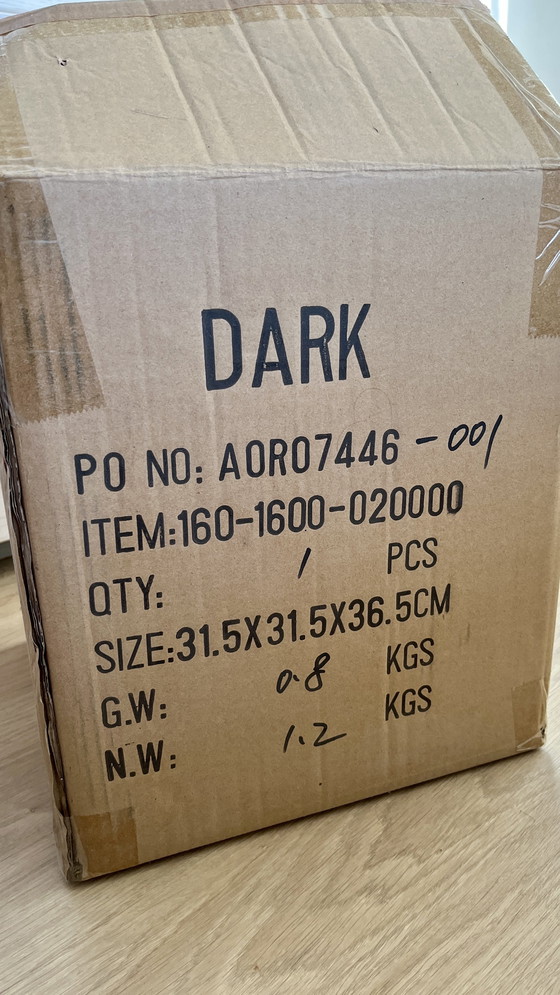 DARK
PO NO: AORO7446 -001
ITEM:160-1600-020000
QTY: 1 PCS
SIZE:31.5X31.5X36.5CM
G.W: 0.8 KGS
N.W: 1.2 KGS